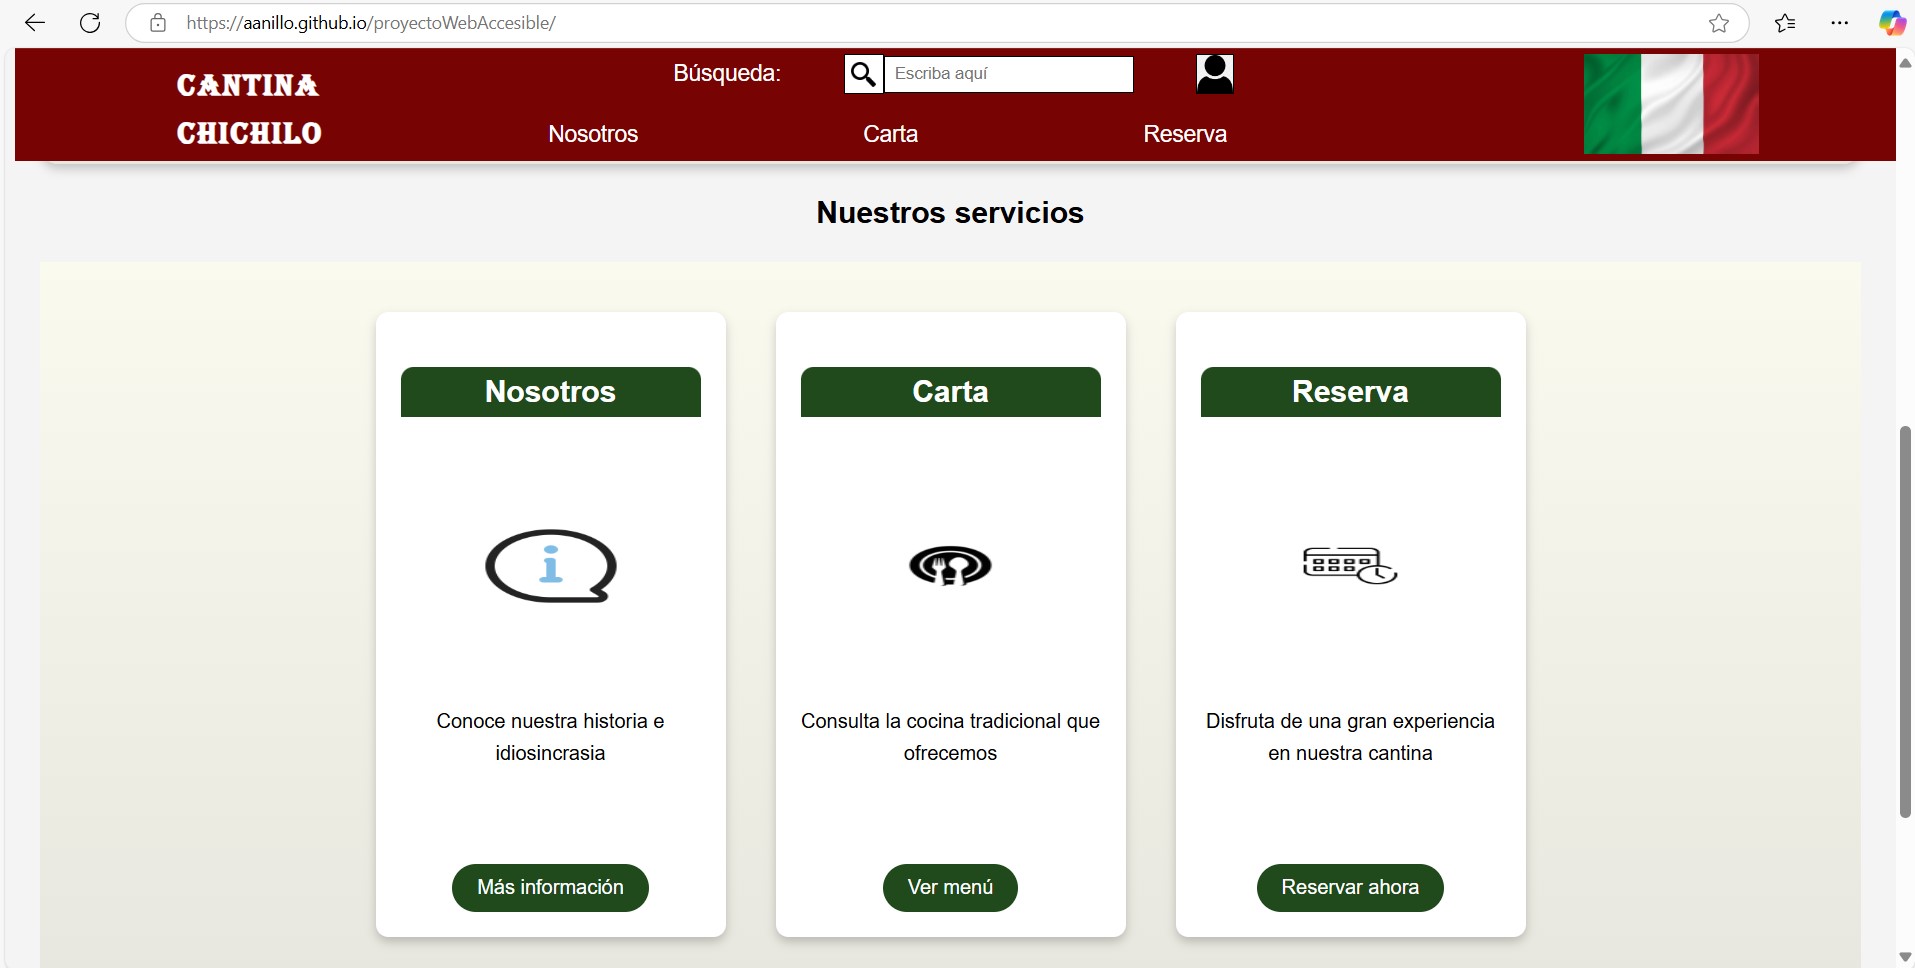 https://aanillo.github.io/proyectoWebAccesible/
CANTINA
CHICHILO
Búsqueda:
Escriba aquí
Nosotros
Carta
Reserva
Nuestros servicios
Nosotros
i
Conoce nuestra historia e
idiosincrasia
Más información
Carta
Consulta la cocina tradicional que
ofrecemos
Ver menú
Reserva
Disfruta de una gran experiencia
en nuestra cantina
Reservar ahora